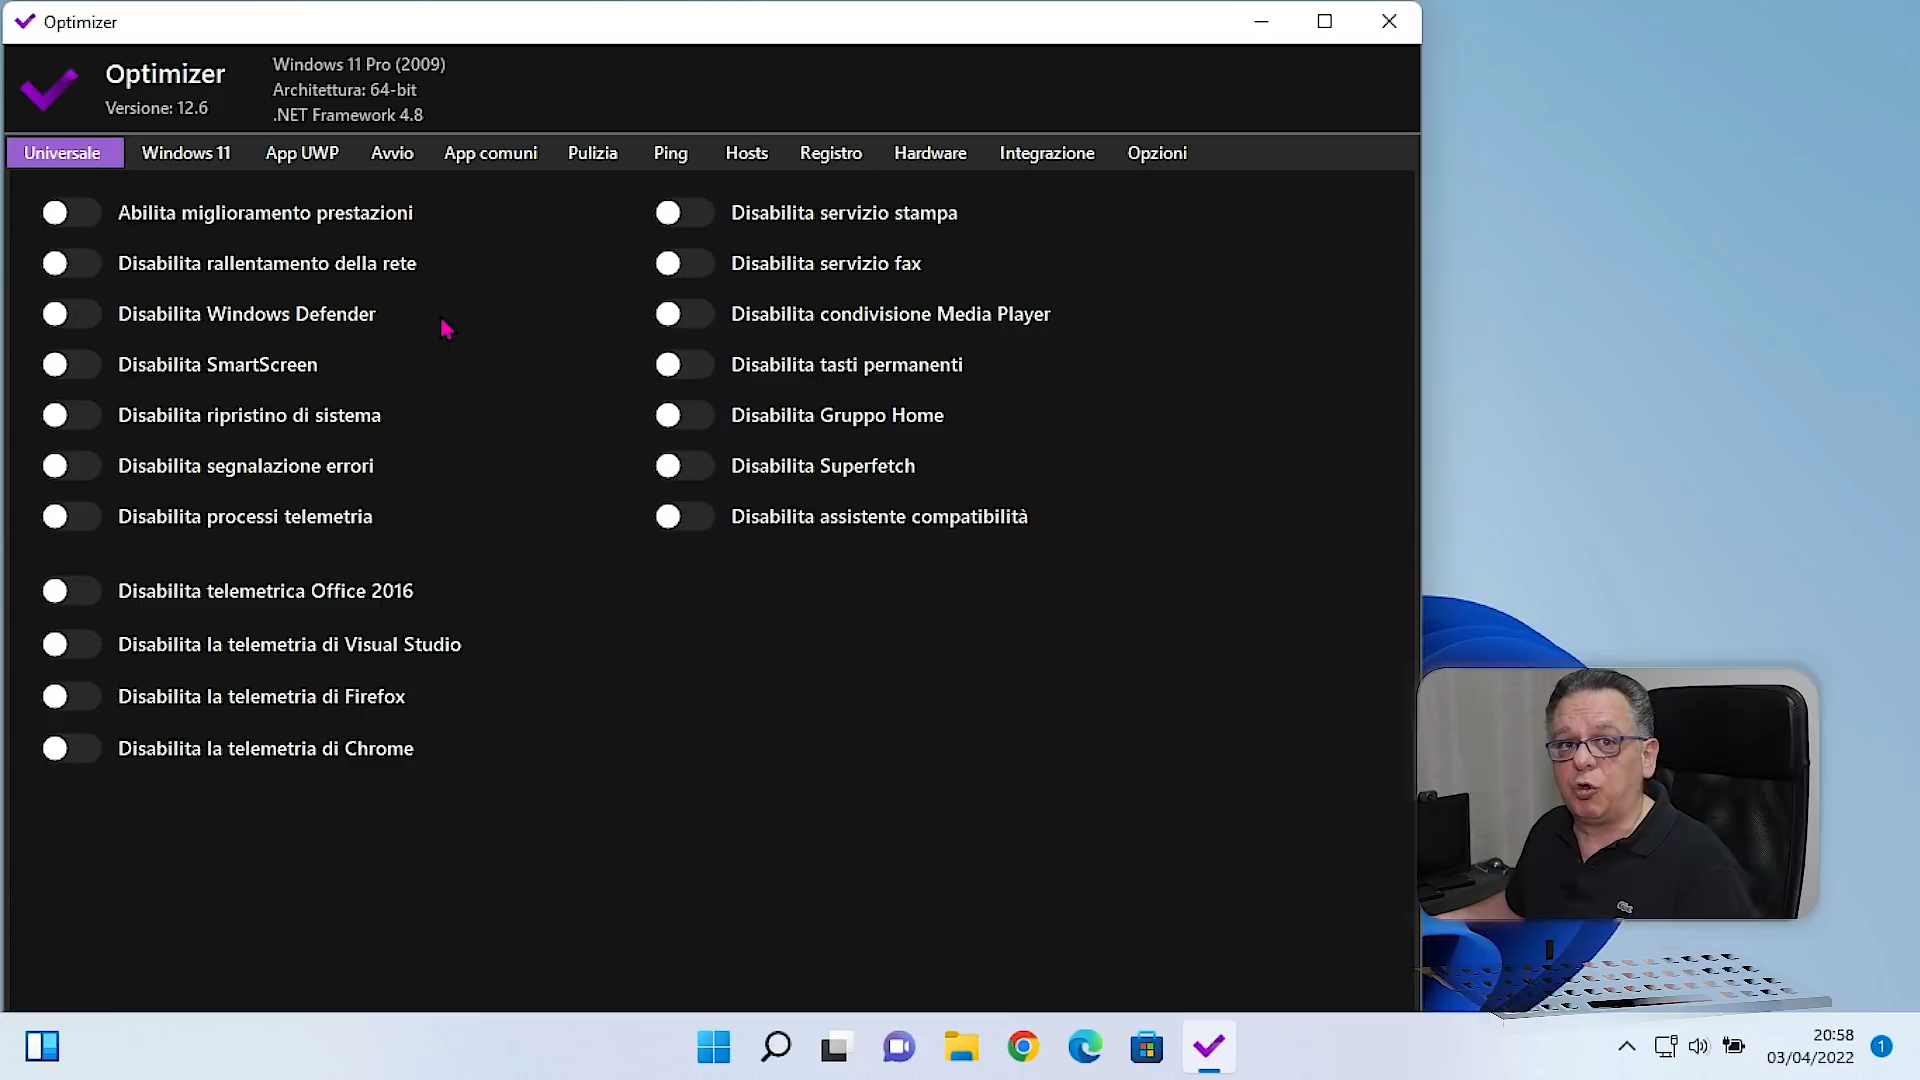 Optimizer
Optimizer
Versione: 12.6
Windows 11 Pro (2009)
Architettura: 64-bit
.NET Framework 4.8
Universale
Windows 11
App UWP
Avvio
App comuni
Pulizia
Ping
Hosts
Registro
Hardware
Integrazione
Opzioni
Abilita miglioramento prestazioni
Disabilita rallentamento della rete
Disabilita Windows Defender
Disabilita SmartScreen
Disabilita ripristino di sistema
Disabilita segnalazione errori
Disabilita processi telemetria
Disabilita telemetrica Office 2016
Disabilita la telemetria di Visual Studio
Disabilita la telemetria di Firefox
Disabilita la telemetria di Chrome
Disabilita servizio stampa
Disabilita servizio fax
Disabilita condivisione Media Player
Disabilita tasti permanenti
Disabilita Gruppo Home
Disabilita Superfetch
Disabilita assistente compatibilità
20:58
03/04/2022
1